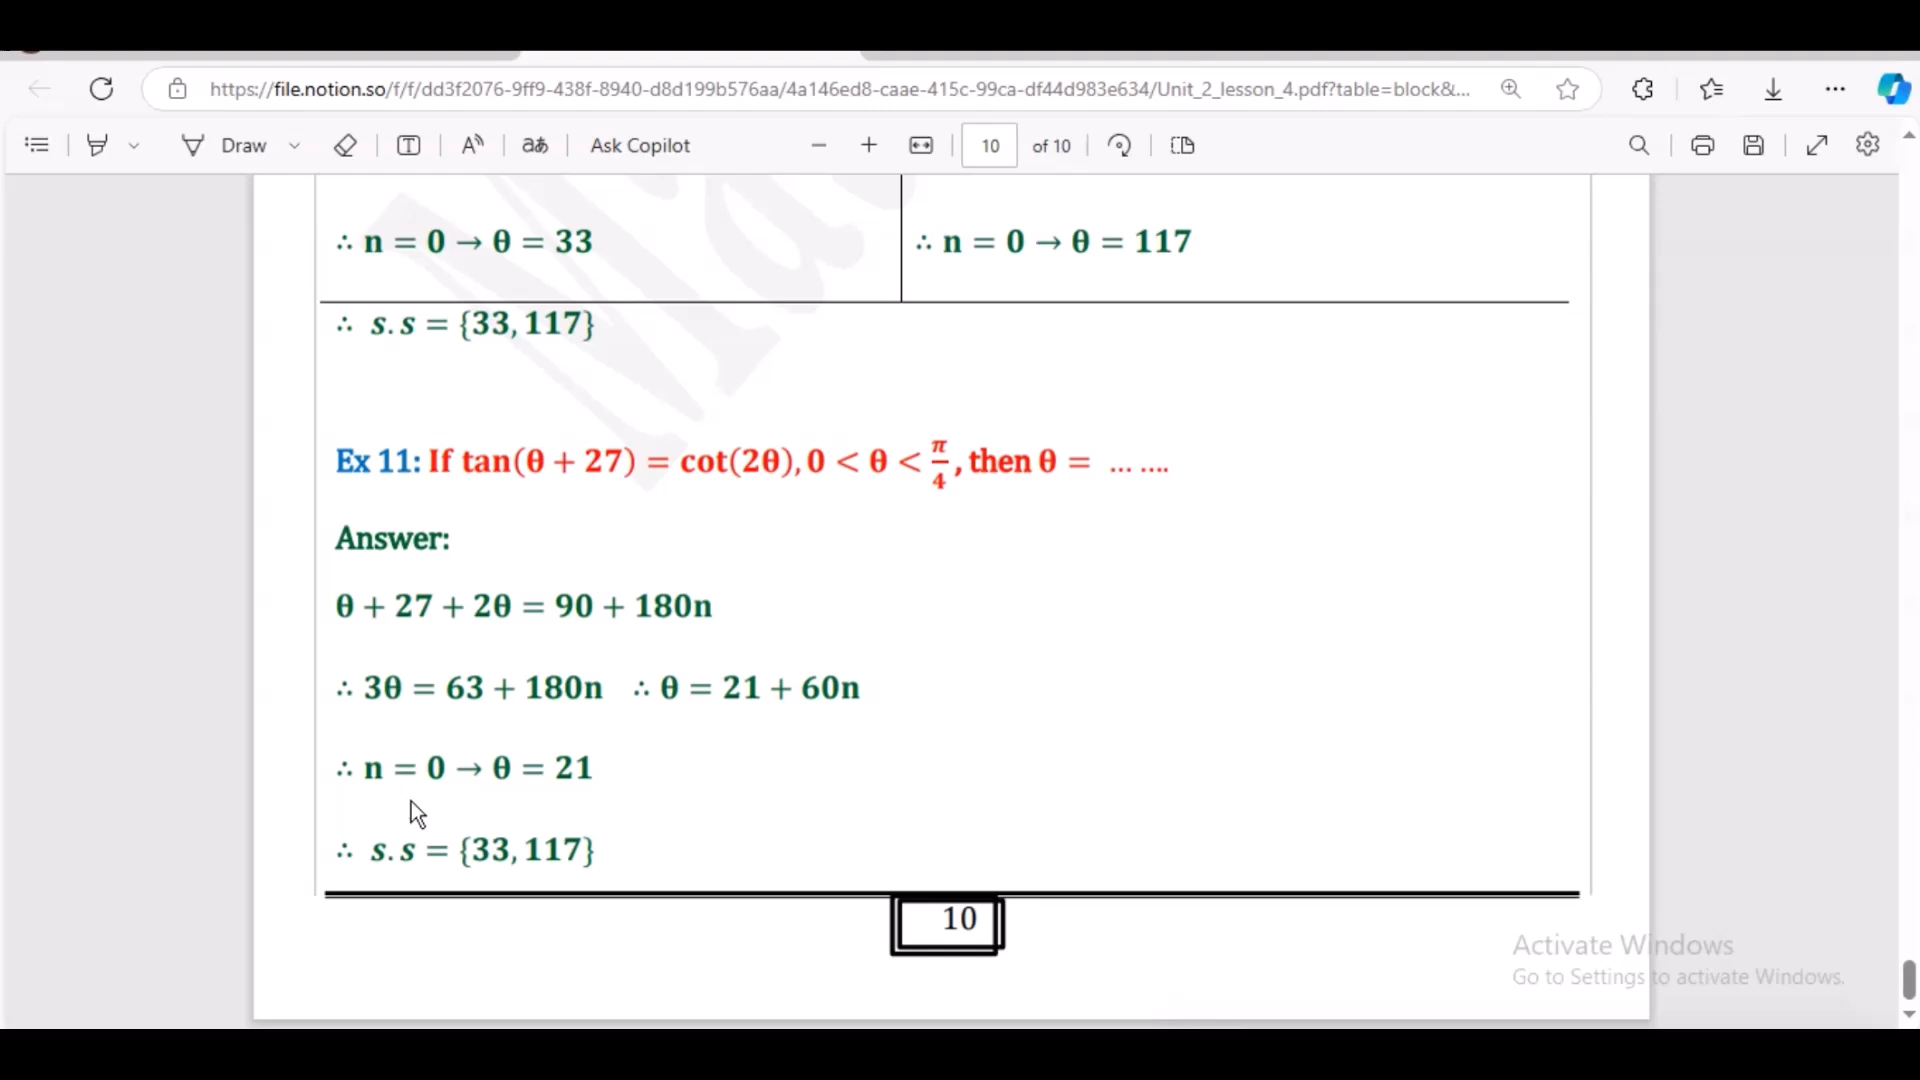 https://file.notion.so/f/f/dd3f2076-9ff9-438f-8940-d8d199b576aa/4a146ed8-caae-415c-99ca-df44d983e634/Unit_2_lesson_4.pdf?table=block&...
Draw Ask Copilot 10 of 10
∴ n = 0 → θ = 33
∴ n = 0 → θ = 117
∴ s.s = {33, 117}
Ex 11: If tan(θ + 27) = cot(2θ), 0 < θ < π/4, then θ = ... ....
Answer:
θ + 27 + 2θ = 90 + 180n
∴ 3θ = 63 + 180n ∴ θ = 21 + 60n
∴ n = 0 → θ = 21
∴ s.s = {33, 117}
10
Activate Windows
Go to Settings to activate Windows.